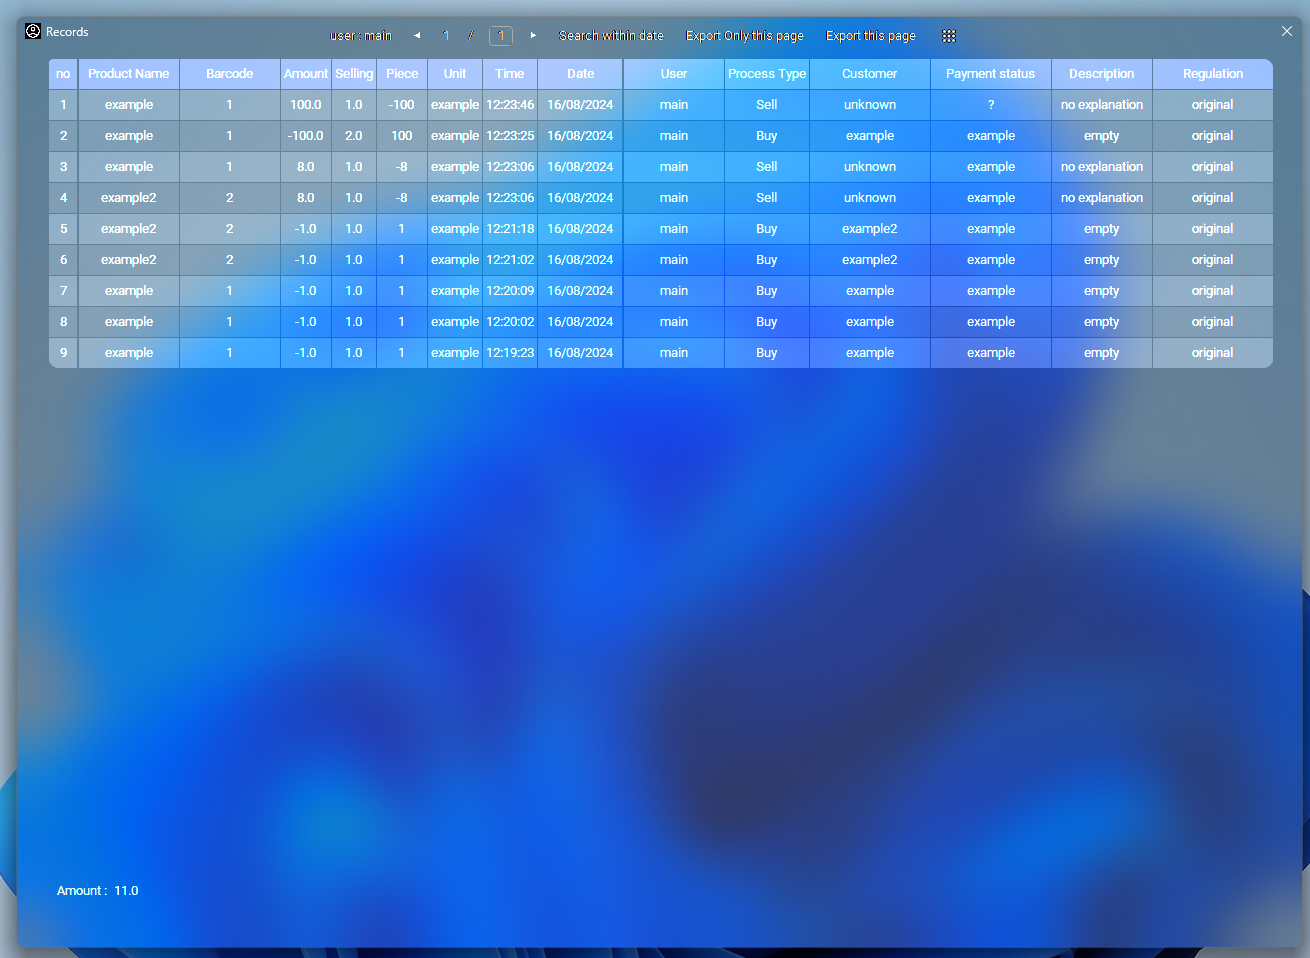 Records
user : main 1 / 1 Search within date Export Only this page Export this page
no Product Name Barcode Amount Selling Piece Unit Time Date User Process Type Customer Payment status Description Regulation
1 example 1 100.0 1.0 -100 example 12:23:46 16/08/2024 main Sell unknown ? no explanation original
2 example 1 -100.0 2.0 100 example 12:23:25 16/08/2024 main Buy example example empty original
3 example 1 8.0 1.0 -8 example 12:23:06 16/08/2024 main Sell unknown example no explanation original
4 example2 2 8.0 1.0 -8 example 12:23:06 16/08/2024 main Sell unknown example no explanation original
5 example2 2 -1.0 1.0 1 example 12:21:18 16/08/2024 main Buy example2 example empty original
6 example2 2 -1.0 1.0 1 example 12:21:02 16/08/2024 main Buy example2 example empty original
7 example 1 -1.0 1.0 1 example 12:20:09 16/08/2024 main Buy example example empty original
8 example 1 -1.0 1.0 1 example 12:20:02 16/08/2024 main Buy example example empty original
9 example 1 -1.0 1.0 1 example 12:19:23 16/08/2024 main Buy example example empty original
Amount : 11.0